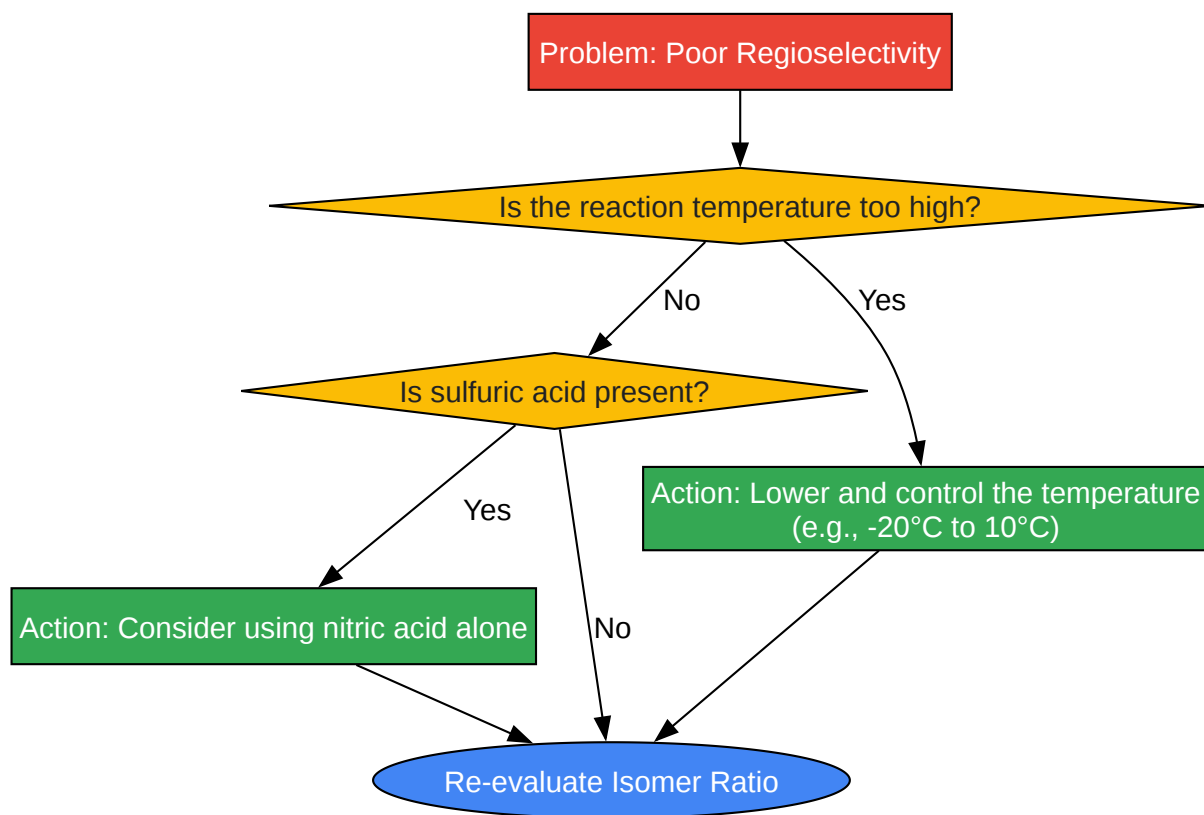 Problem: Poor Regioselectivity
Is the reaction temperature too high?
No
Yes
Is sulfuric acid present?
Action: Lower and control the temperature
(e.g., -20°C to 10°C)
Yes
Action: Consider using nitric acid alone
No
Re-evaluate Isomer Ratio